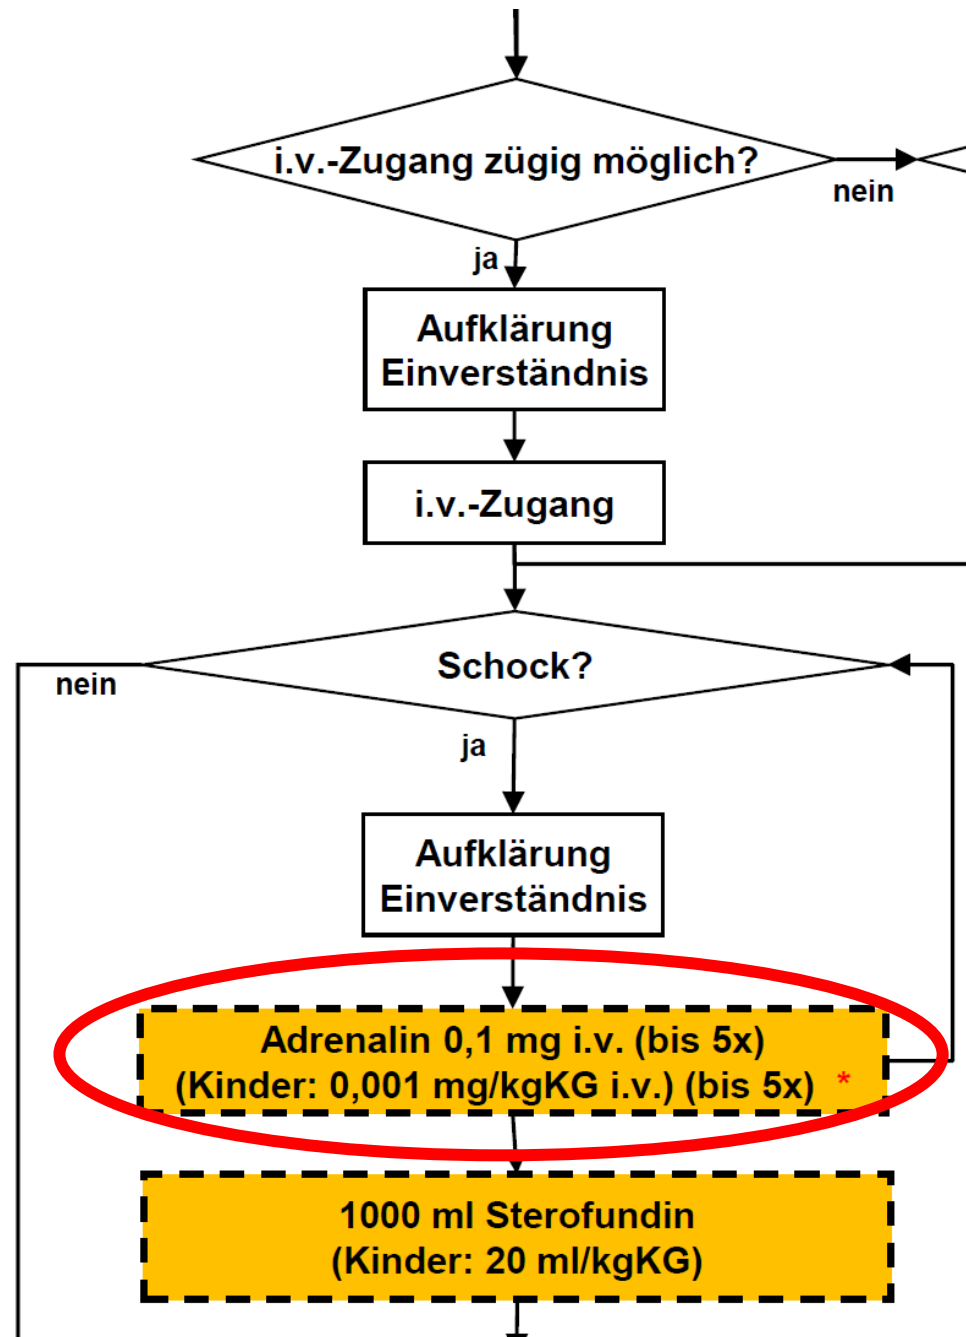 i.v.-Zugang zügig möglich?
nein
ja
Aufklärung
Einverständnis
i.v.-Zugang
Schock?
nein
ja
Aufklärung
Einverständnis
Adrenalin 0,1 mg i.v. (bis 5x)
(Kinder: 0,001 mg/kgKG i.v.) (bis 5x) *
1000 ml Sterofundin
(Kinder: 20 ml/kgKG)